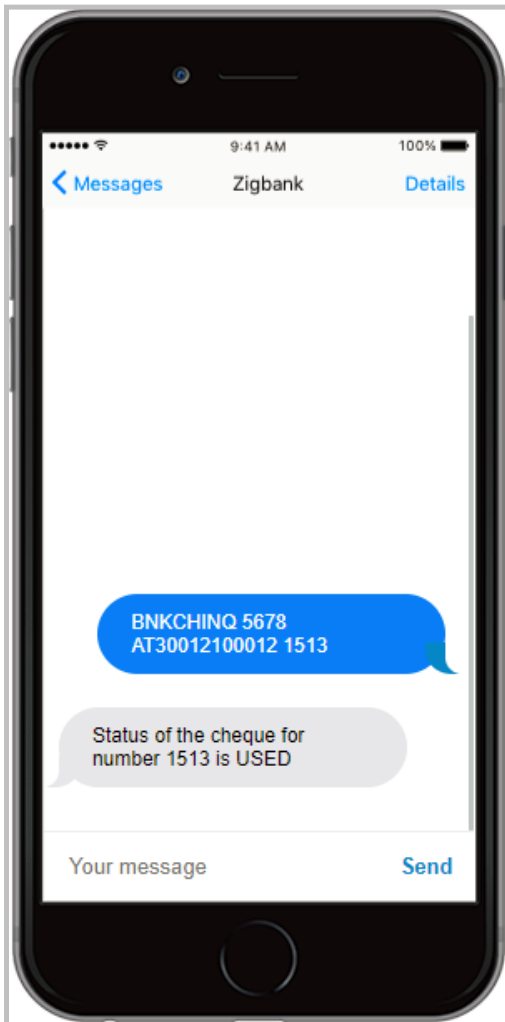 9:41 AM
100%
Messages
Zigbank
Details
BNKCHINQ 5678
AT30012100012 1513
Status of the cheque for
number 1513 is USED
Your message
Send